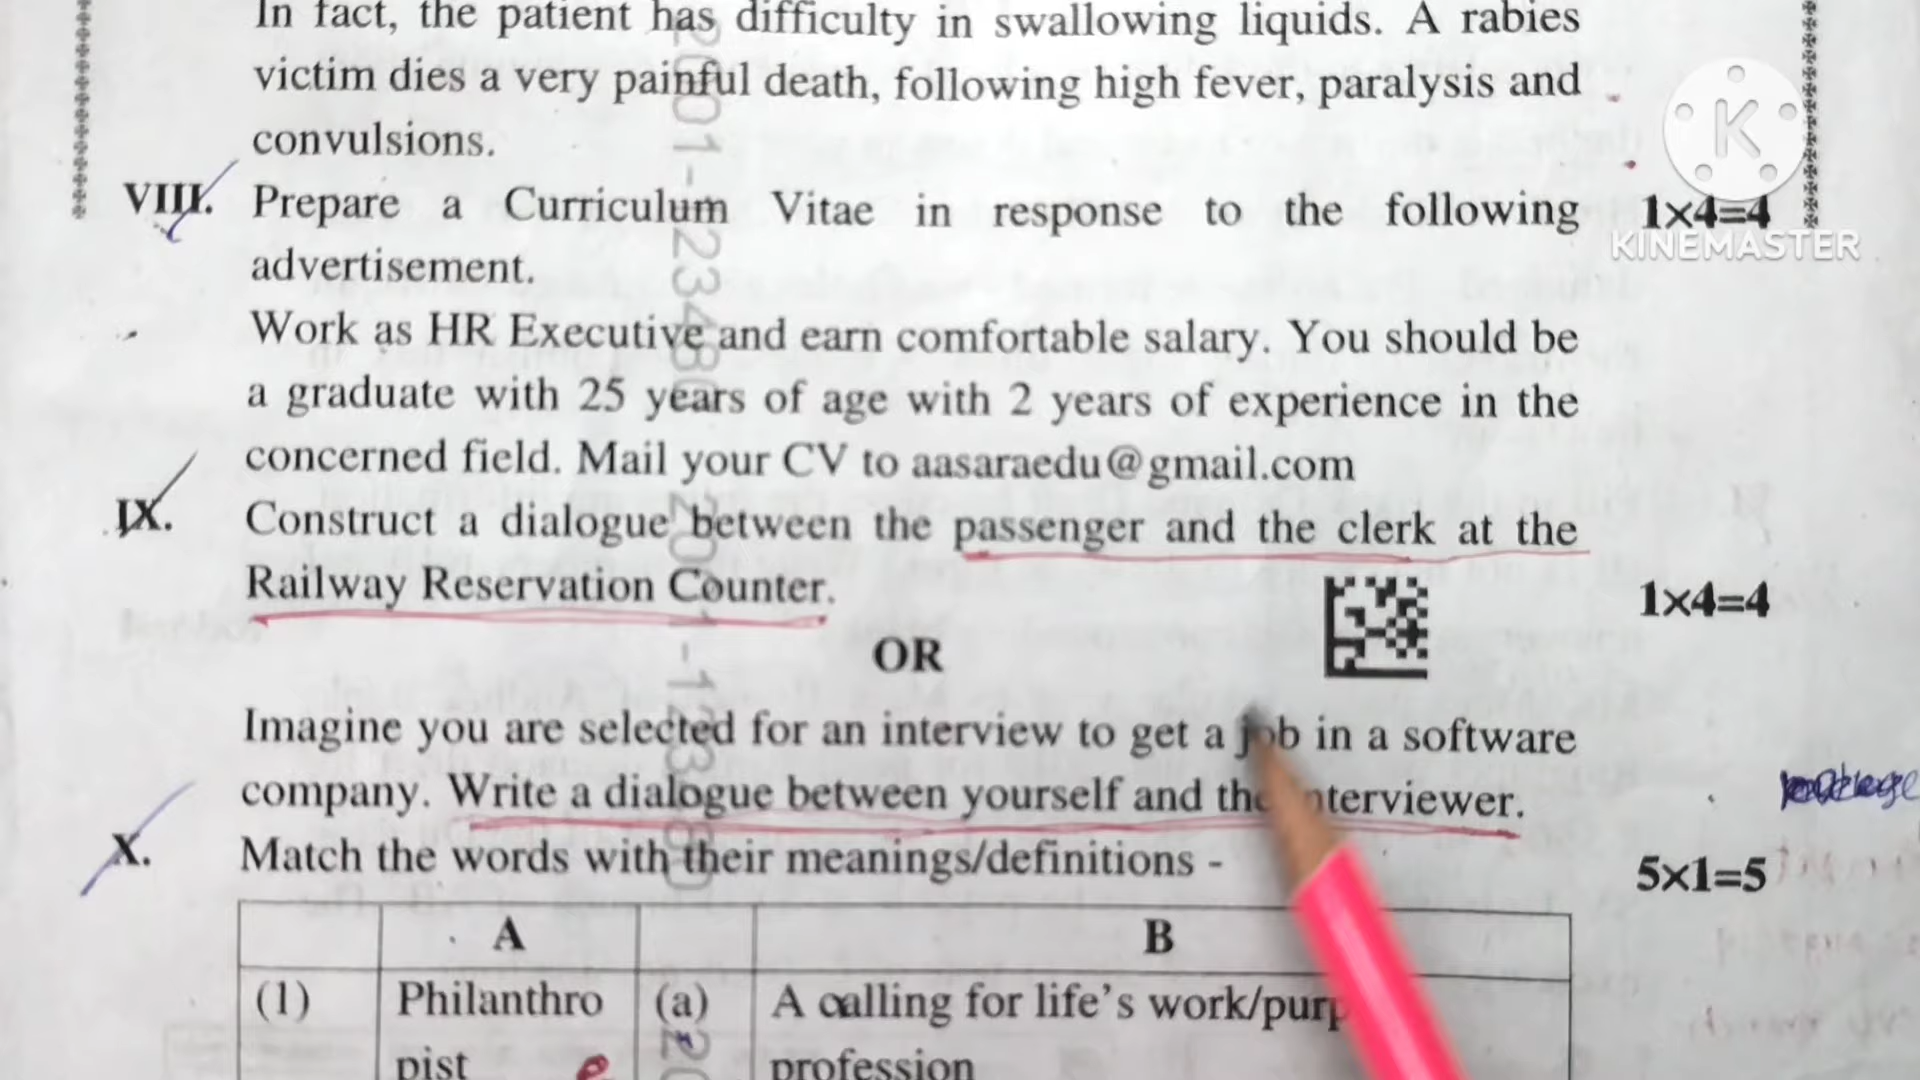 In fact, the patient has difficulty in swallowing liquids. A rabies
victim dies a very painful death, following high fever, paralysis and
convulsions.
VIII. Prepare a Curriculum Vitae in response to the following 1×4=4
advertisement.
KINEMASTER
Work as HR Executive and earn comfortable salary. You should be
a graduate with 25 years of age with 2 years of experience in the
concerned field. Mail your CV to aasaraedu@gmail.com
IX. Construct a dialogue between the passenger and the clerk at the
Railway Reservation Counter. 1×4=4
OR
Imagine you are selected for an interview to get a job in a software
company. Write a dialogue between yourself and the interviewer.
X. Match the words with their meanings/definitions - 5×1=5
A B
(1) Philanthro (a) A calling for life's work/purp
pist e profession